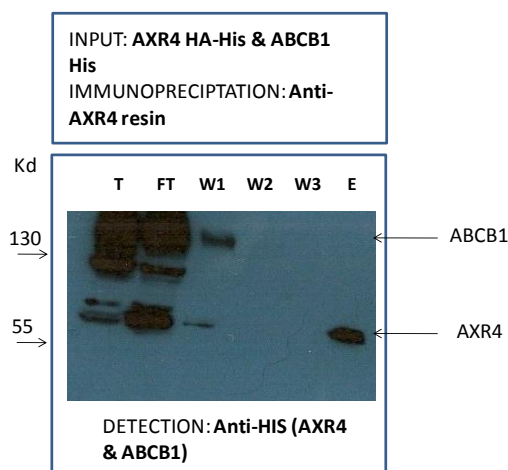 INPUT: AXR4 HA-His & ABCB1
His
IMMUNOPRECIPTATION: Anti-
AXR4 resin
Kd
T FT W1 W2 W3 E
130
ABCB1
55
AXR4
DETECTION: Anti-HIS (AXR4
& ABCB1)